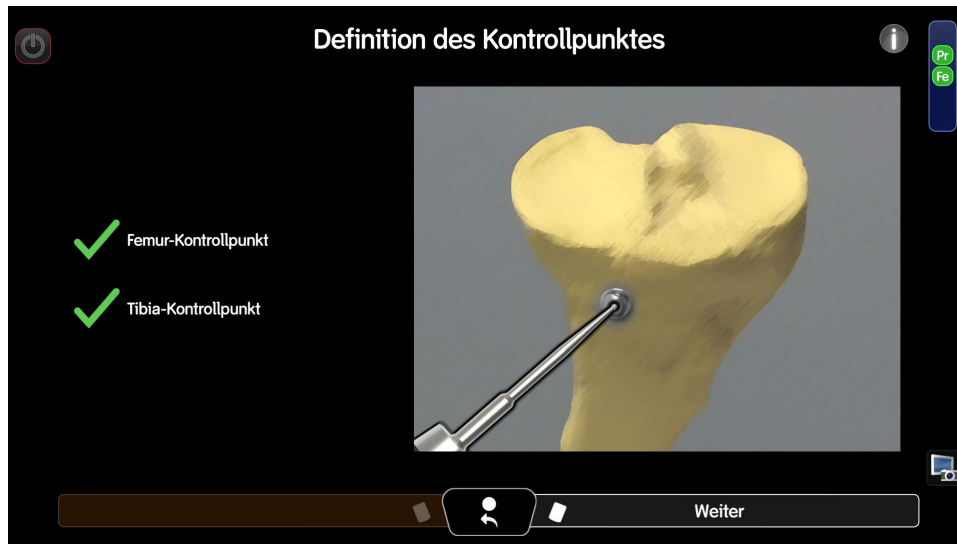 Definition des Kontrollpunktes
i
Pr
Fe
Femur-Kontrollpunkt
Tibia-Kontrollpunkt
Weiter